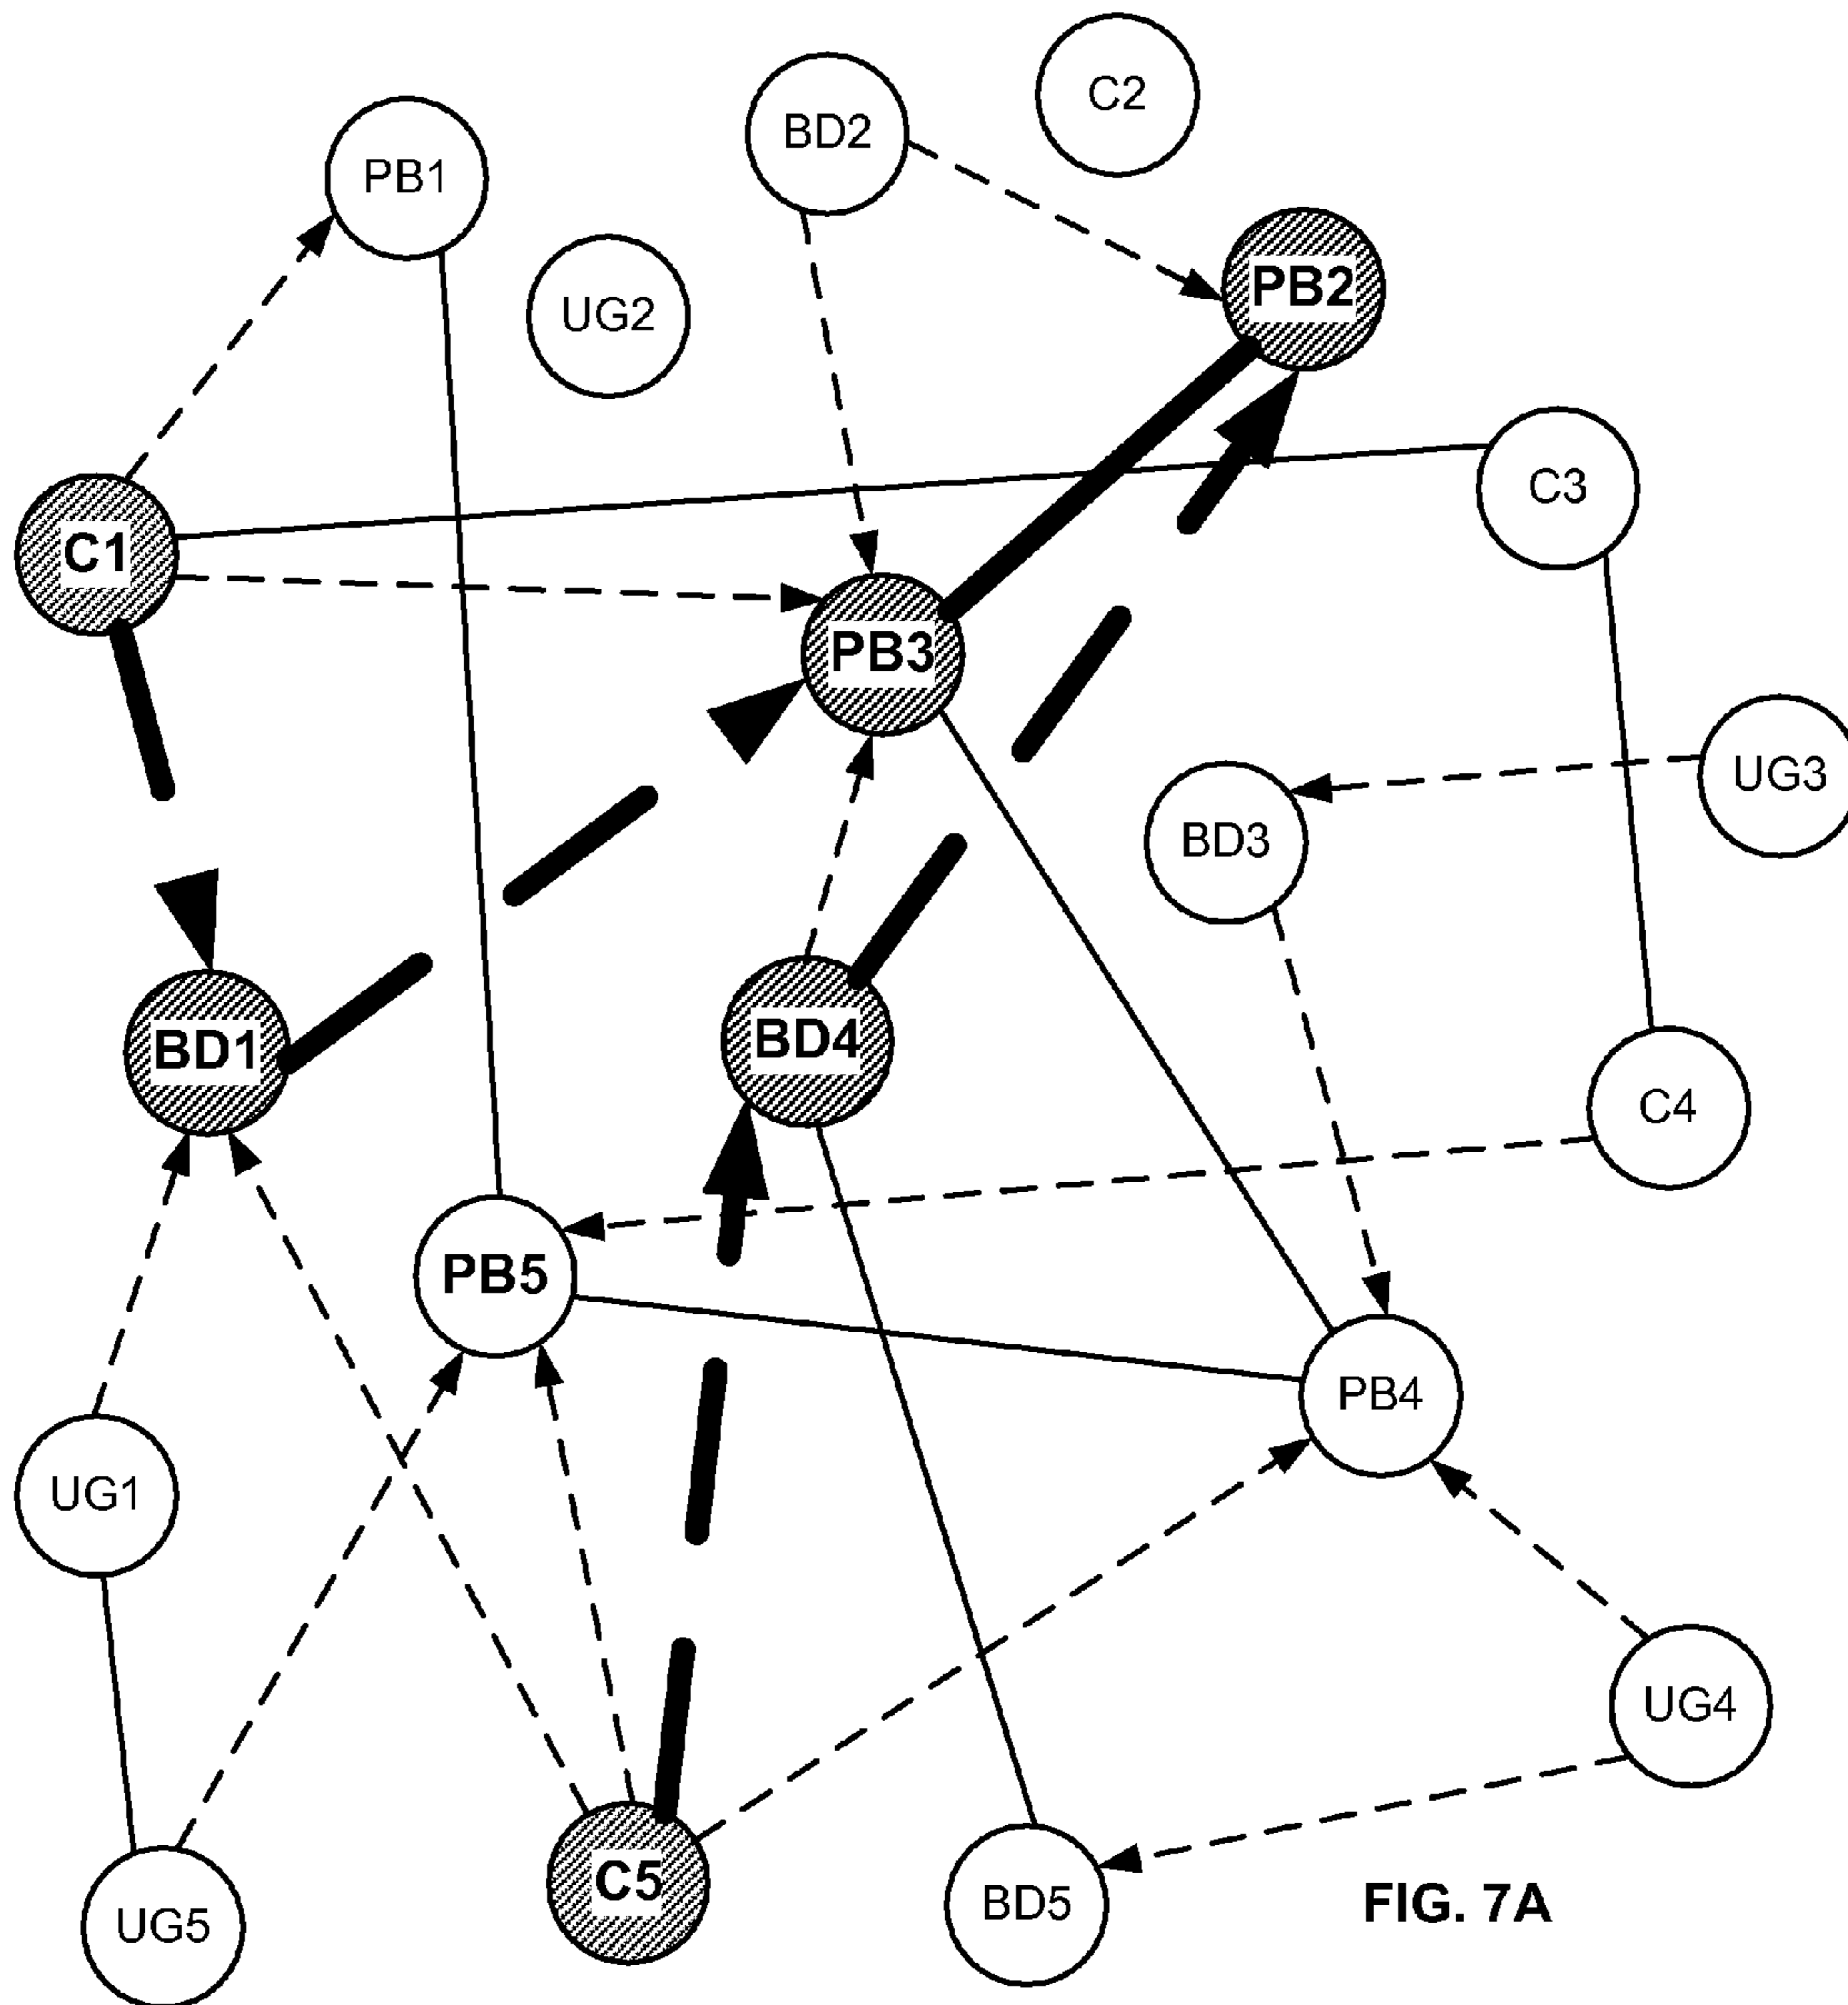 C2
BD2
PB1
PB2
UG2
C3
C1
PB3
UG3
BD3
BD1
BD4
C4
PB5
PB4
UG1
UG4
C5
BD5
UG5
FIG. 7A